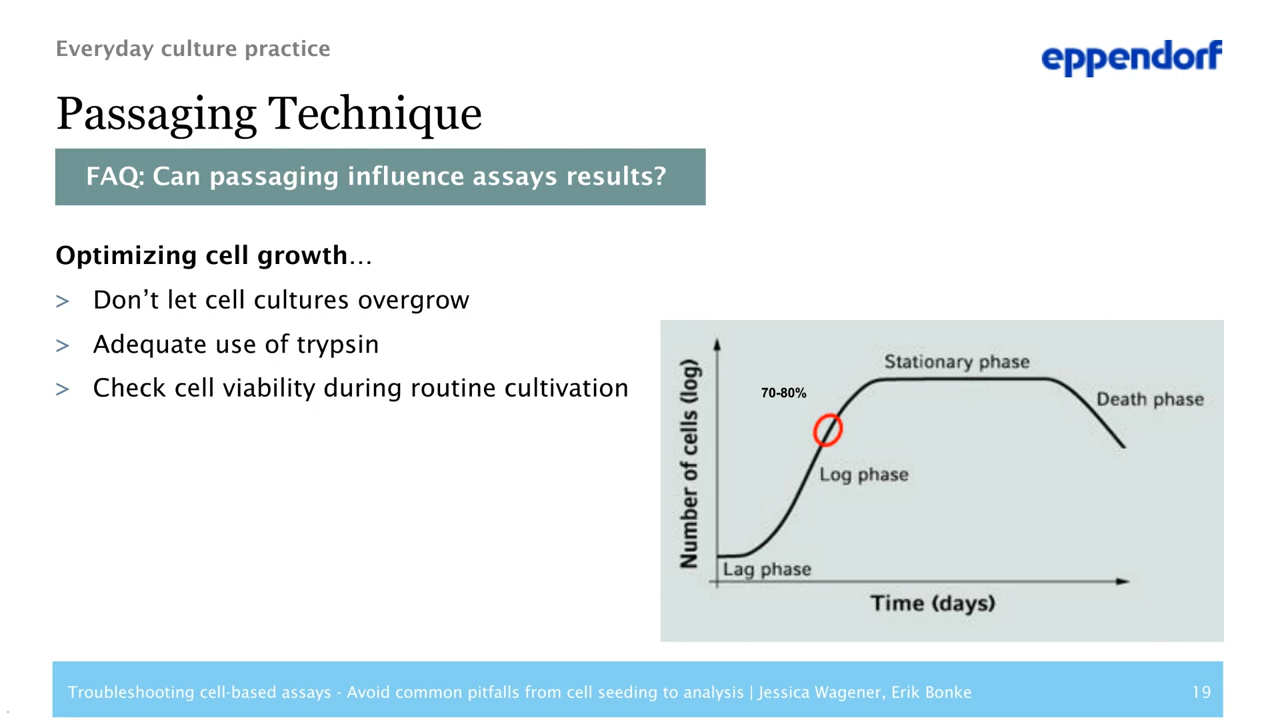 Everyday culture practice
eppendorf
Passaging Technique
FAQ: Can passaging influence assays results?
Optimizing cell growth…
> Don’t let cell cultures overgrow
> Adequate use of trypsin
> Check cell viability during routine cultivation
Number of cells (log)
70-80%
Stationary phase
Death phase
Log phase
Lag phase
Time (days)
Troubleshooting cell-based assays - Avoid common pitfalls from cell seeding to analysis | Jessica Wagener, Erik Bonke
19